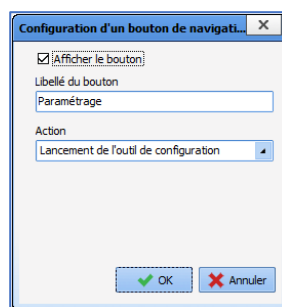 Configuration d'un bouton de navigati...
Afficher le bouton
Libellé du bouton
Paramétrage
Action
Lancement de l'outil de configuration
OK
Annuler